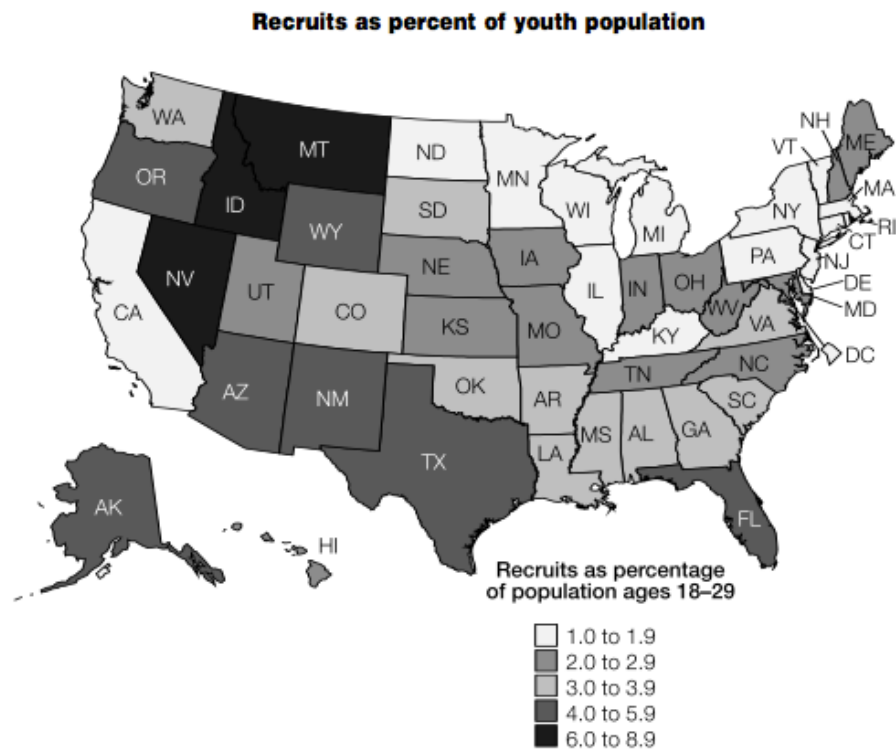 Recruits as percent of youth population
WA
MT
ND
MN
OR
ID
SD
WI
MI
NY
VT
NH
ME
MA
RI
CT
WY
NV
CA
UT
CO
NE
IA
IL
IN
OH
PA
NJ
DE
MD
DC
WV
VA
KS
MO
KY
TN
NC
AZ
NM
OK
AR
SC
TX
LA
MS
AL
GA
FL
AK
HI
Recruits as percentage
of population ages 18–29
1.0 to 1.9
2.0 to 2.9
3.0 to 3.9
4.0 to 5.9
6.0 to 8.9